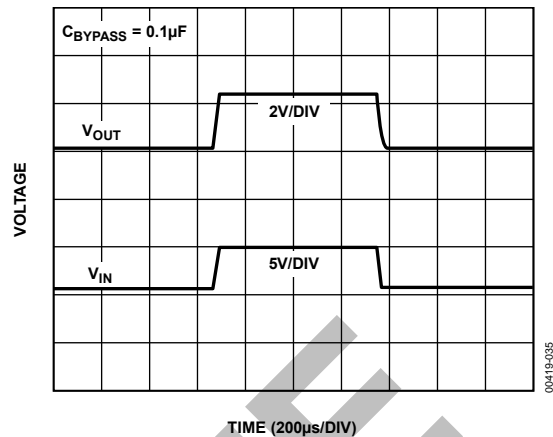 CBYPASS = 0.1µF
2V/DIV
VOUT
VOLTAGE
5V/DIV
VIN
00419-035
TIME (200µs/DIV)